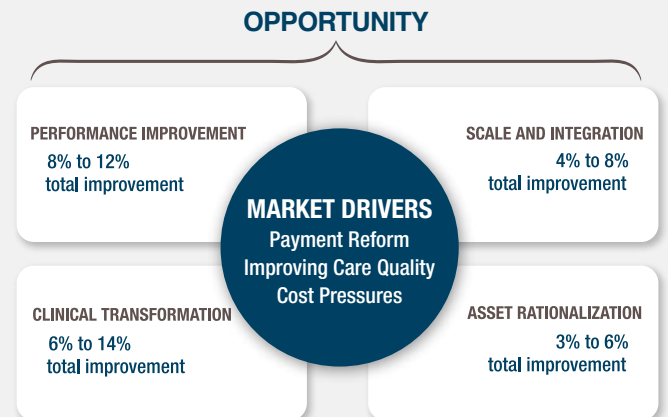 OPPORTUNITY
PERFORMANCE IMPROVEMENT
8% to 12%
total improvement
SCALE AND INTEGRATION
4% to 8%
total improvement
MARKET DRIVERS
Payment Reform
Improving Care Quality
Cost Pressures
CLINICAL TRANSFORMATION
6% to 14%
total improvement
ASSET RATIONALIZATION
3% to 6%
total improvement